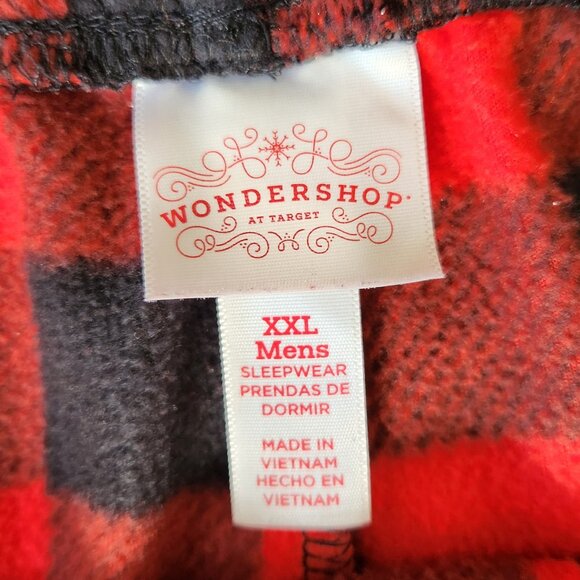 WONDERSHOP
AT TARGET
XXL
Mens
SLEEPWEAR
PRENDAS DE
DORMIR
MADE IN
VIETNAM
HECHO EN
VIETNAM